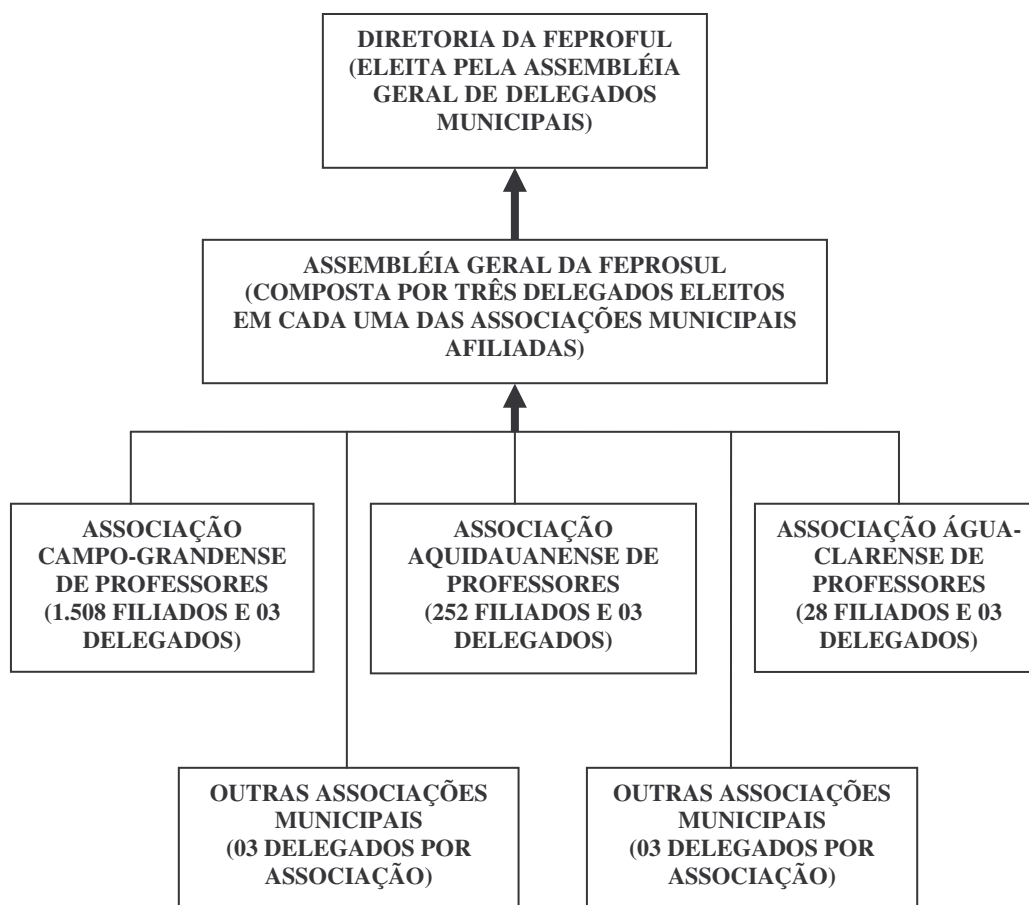 DIRETORIA DA FEPROFUL
(ELEITA PELA ASSEMBLÉIA
GERAL DE DELEGADOS
MUNICIPAIS)
ASSEMBLÉIA GERAL DA FEPROSUL
(COMPOSTA POR TRÊS DELEGADOS ELEITOS
EM CADA UMA DAS ASSOCIAÇÕES MUNICIPAIS
AFILIADAS)
ASSOCIAÇÃO
CAMPO-GRANDENSE
DE PROFESSORES
(1.508 FILIADOS E 03
DELEGADOS)
ASSOCIAÇÃO
AQUIDAUANENSE DE
PROFESSORES
(252 FILIADOS E 03
DELEGADOS)
ASSOCIAÇÃO ÁGUA-
CLARENSE DE
PROFESSORES
(28 FILIADOS E 03
DELEGADOS)
OUTRAS ASSOCIAÇÕES
MUNICIPAIS
(03 DELEGADOS POR
ASSOCIAÇÃO)
OUTRAS ASSOCIAÇÕES
MUNICIPAIS
(03 DELEGADOS POR
ASSOCIAÇÃO)